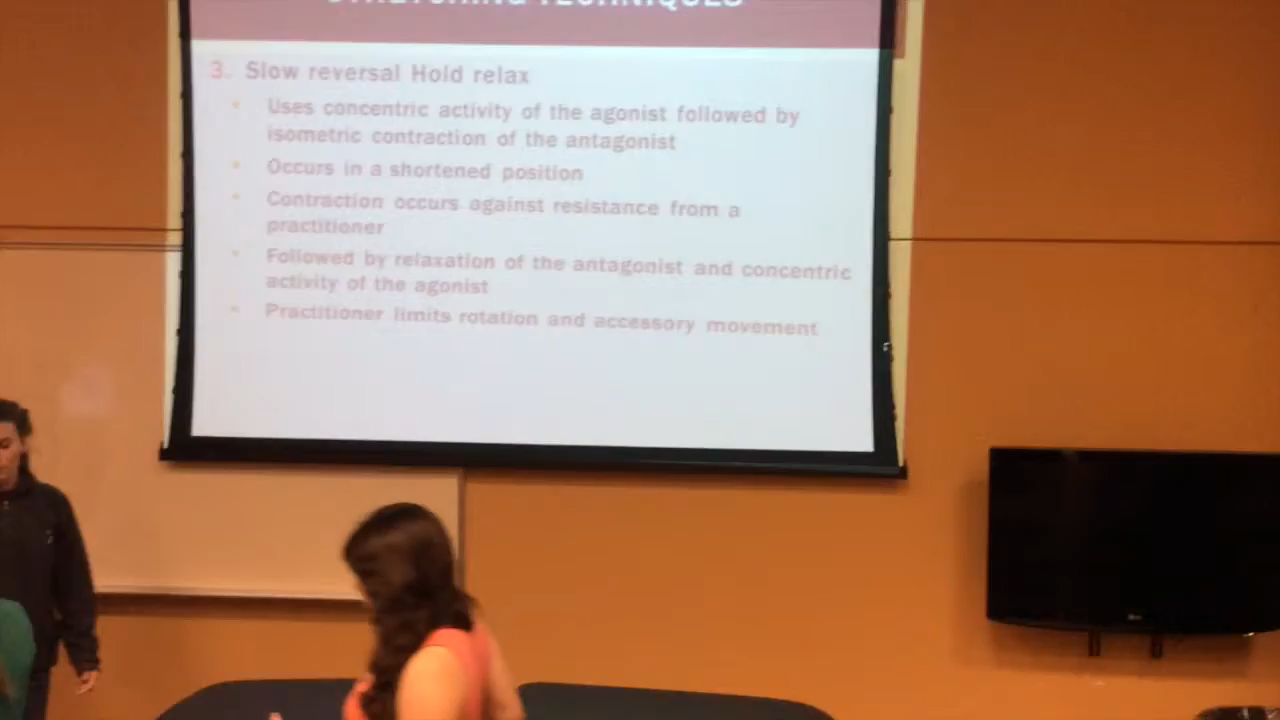 STRETCHING TECHNIQUES
3. Slow reversal Hold relax
• Uses concentric activity of the agonist followed by
isometric contraction of the antagonist
• Occurs in a shortened position
• Contraction occurs against resistance from a
practitioner
• Followed by relaxation of the antagonist and concentric
activity of the agonist
• Practitioner limits rotation and accessory movement